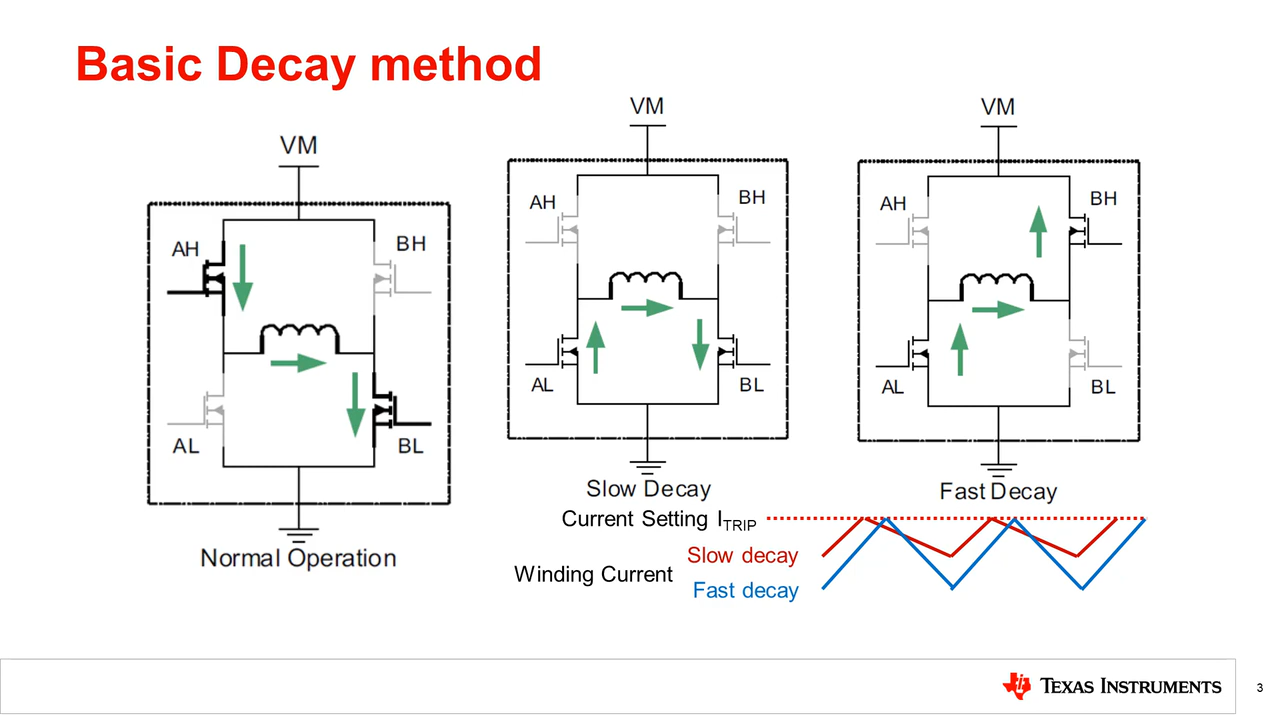 Basic Decay method
VM
AH
BH
AL
BL
Normal Operation
VM
AH
BH
AL
BL
Slow Decay
VM
AH
BH
AL
BL
Fast Decay
Current Setting ITRIP
Winding Current
Slow decay
Fast decay
TEXAS INSTRUMENTS
3